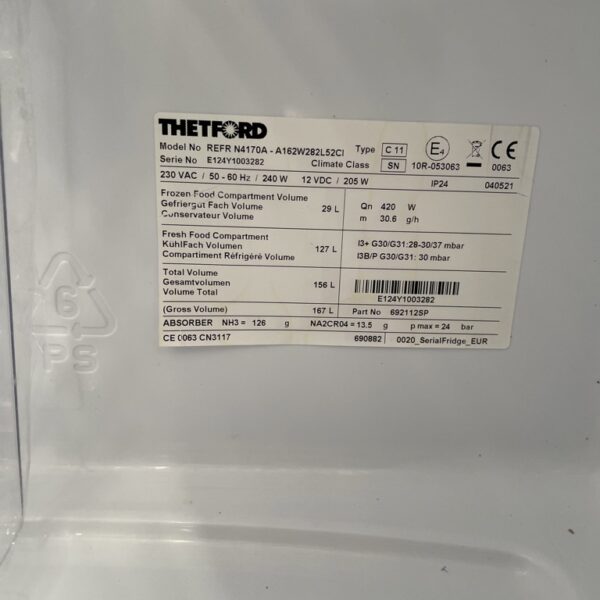 THETFORD
Model No REFR N4170A - A162W282L52CI Type C 11 E4 CE
Serie No E124Y1003282 Climate Class SN 10R-053063 0063
230 VAC / 50 - 60 Hz / 240 W 12 VDC / 205 W IP24 040521
Frozen Food Compartment Volume
Gefriergut Fach Volume 29 L Qn 420 W
Conservateur Volume m 30.6 g/h
Fresh Food Compartment
KuhlFach Volumen 127 L I3+ G30/G31:28-30/37 mbar
Compartiment Réfrigéré Volume I3B/P G30/G31: 30 mbar
Total Volume
Gesamtvolumen 156 L
Volume Total E124Y1003282
(Gross Volume) 167 L Part No 692112SP
ABSORBER NH3 = 126 g NA2CR04 = 13.5 g p max = 24 bar
CE 0063 CN3117 690882 0020_SerialFridge_EUR
6
PS